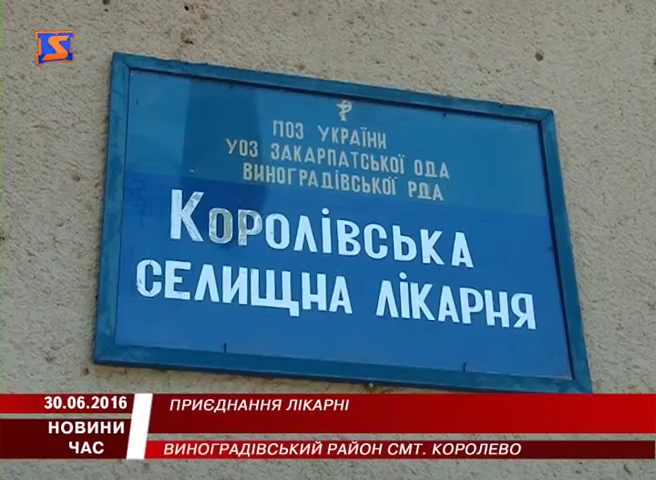 S
ПОЗ УКРАЇНИ
УОЗ ЗАКАРПАТСЬКОЇ ОДА
ВИНОГРАДІВСЬКОЇ РДА
КОРОЛІВСЬКА
СЕЛИЩНА ЛІКАРНЯ
30.06.2016
ПРИЄДНАННЯ ЛІКАРНІ
НОВИНИ
ЧАС
ВИНОГРАДІВСЬКИЙ РАЙОН СМТ. КОРОЛЕВО